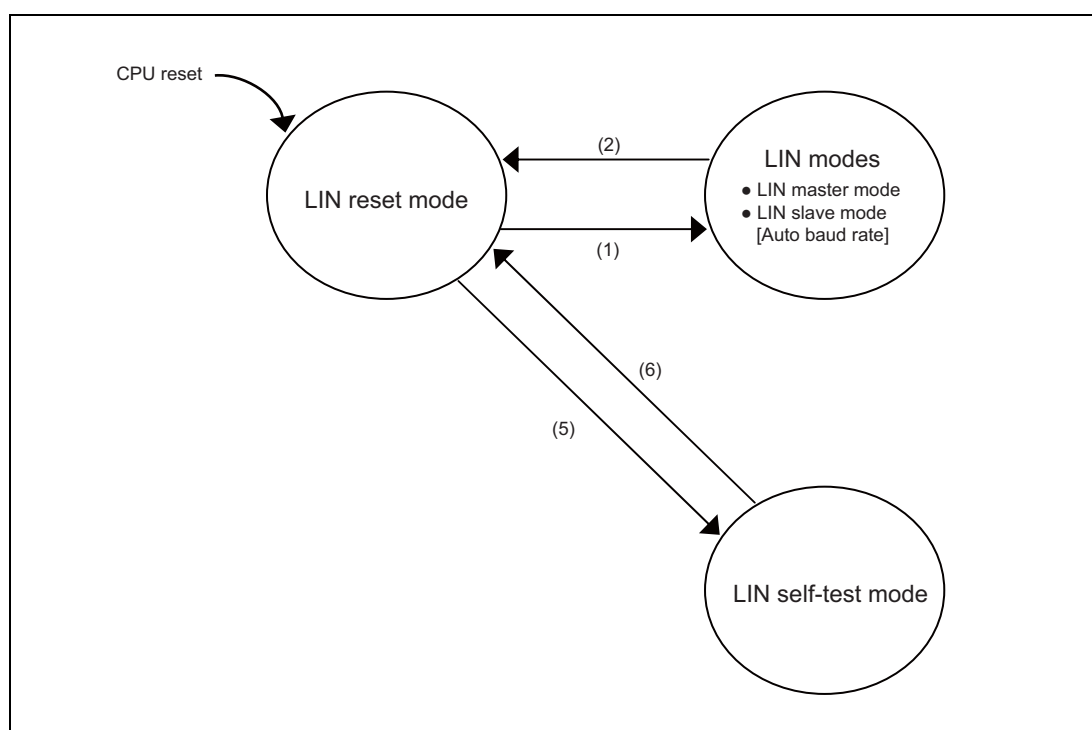 CPU reset
LIN reset mode
(2)
(1)
LIN modes
● LIN master mode
● LIN slave mode
[Auto baud rate]
(6)
(5)
LIN self-test mode